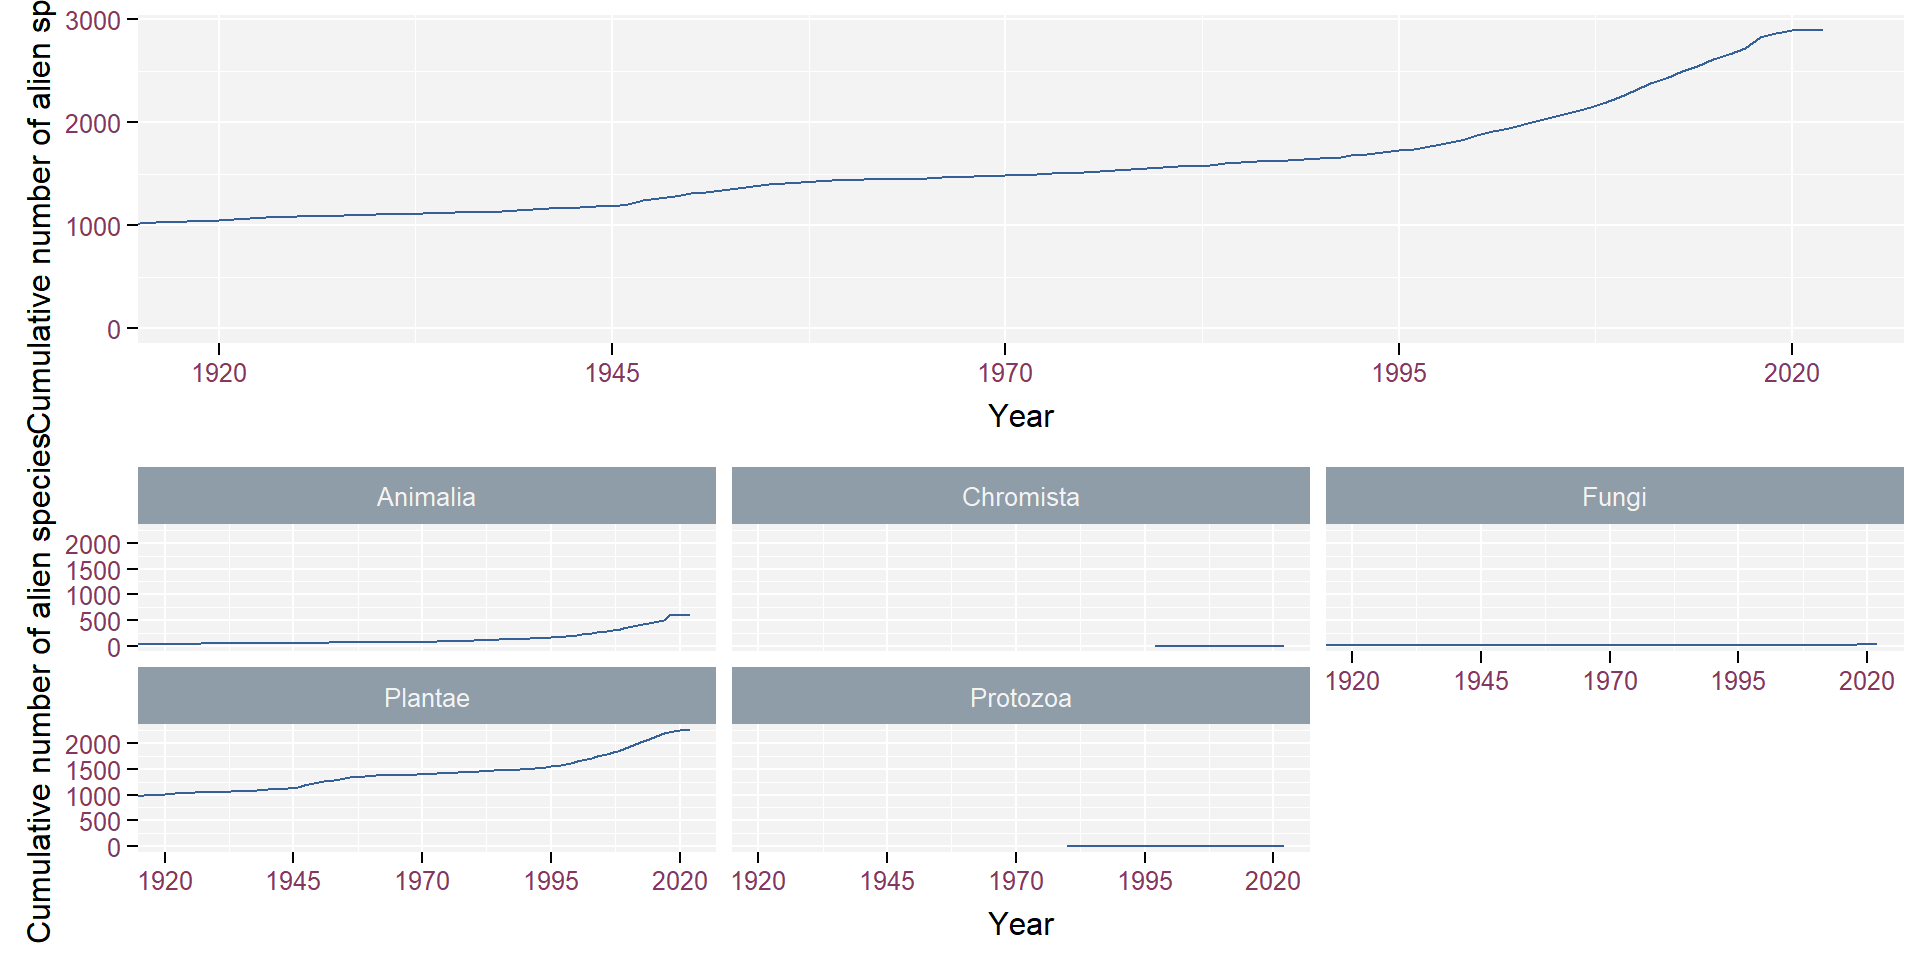 Cumulative number of alien sp
3000
2000
1000
0
1920 1945 1970 1995 2020
Year
Cumulative number of alien species
Animalia Chromista Fungi
2000
1500
1000
500
0
1920 1945 1970 1995 2020
Plantae Protozoa
2000
1500
1000
500
0
1920 1945 1970 1995 2020 1920 1945 1970 1995 2020
Year